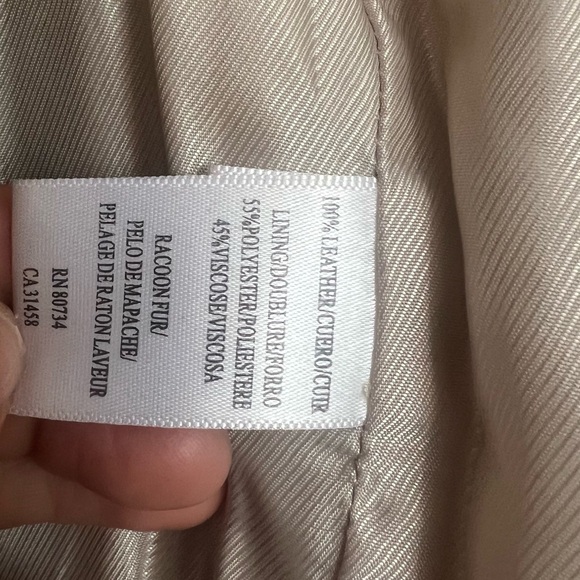 100% LEATHER/CUERO/CUIR
LINING/DOUBLURE/FORRO
55%POLYESTER/POLIESTERE
45%VISCOSE/VISCOSA
RACOON FUR/
PELO DE MAPACHE/
PELAGE DE RATON LAVEUR
RN 80734
CA 31458